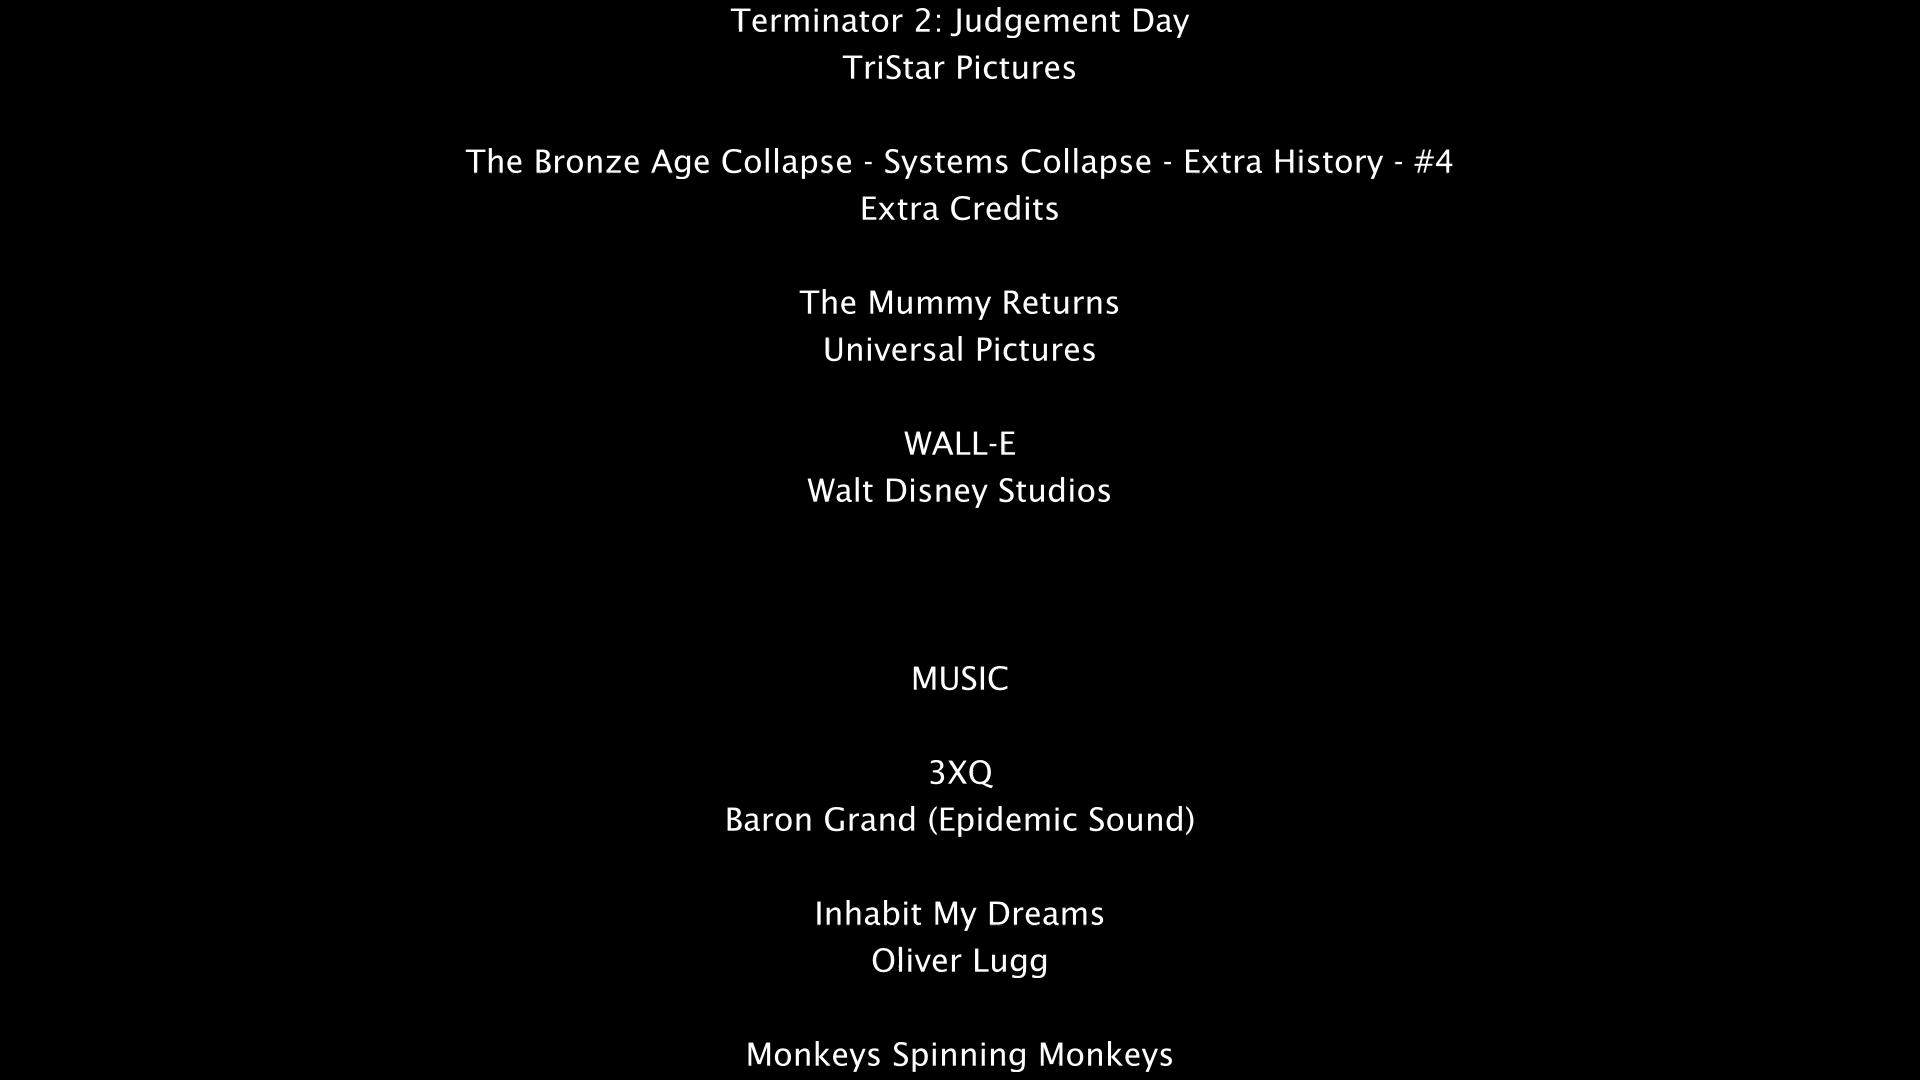 Terminator 2: Judgement Day
TriStar Pictures
The Bronze Age Collapse - Systems Collapse - Extra History - #4
Extra Credits
The Mummy Returns
Universal Pictures
WALL-E
Walt Disney Studios
MUSIC
3XQ
Baron Grand (Epidemic Sound)
Inhabit My Dreams
Oliver Lugg
Monkeys Spinning Monkeys